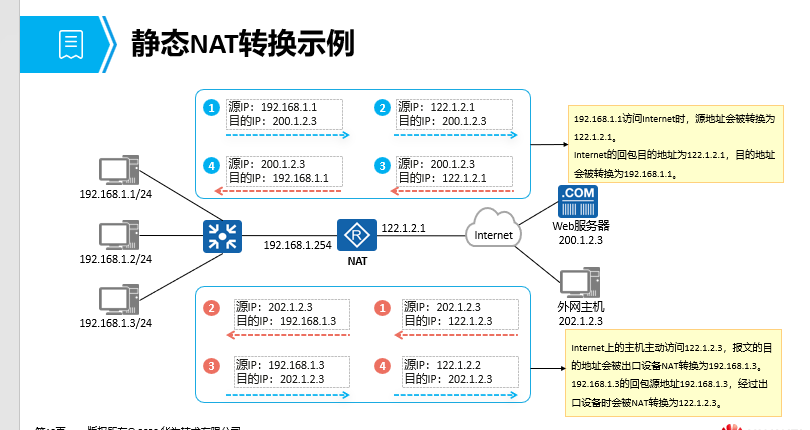 静态NAT转换示例
1
源IP：192.168.1.1
目的IP：200.1.2.3
2
源IP：122.1.2.1
目的IP：200.1.2.3
4
源IP：200.1.2.3
目的IP：192.168.1.1
3
源IP：200.1.2.3
目的IP：122.1.2.1
192.168.1.1访问Internet时，源地址会被转换为
122.1.2.1。
Internet的回包目的地址为122.1.2.1，目的地址
会被转换为192.168.1.1。
192.168.1.1/24
192.168.1.2/24
192.168.1.3/24
192.168.1.254
R
NAT
122.1.2.1
Internet
.COM
Web服务器
200.1.2.3
外网主机
202.1.2.3
2
源IP：202.1.2.3
目的IP：192.168.1.3
1
源IP：202.1.2.3
目的IP：122.1.2.3
3
源IP：192.168.1.3
目的IP：202.1.2.3
4
源IP：122.1.2.2
目的IP：202.1.2.3
Internet上的主机主动访问122.1.2.3，报文的目
的地址会被出口设备NAT转换为192.168.1.3。
192.168.1.3的回包源地址192.168.1.3，经过出
口设备时会被NAT转换为122.1.2.3。